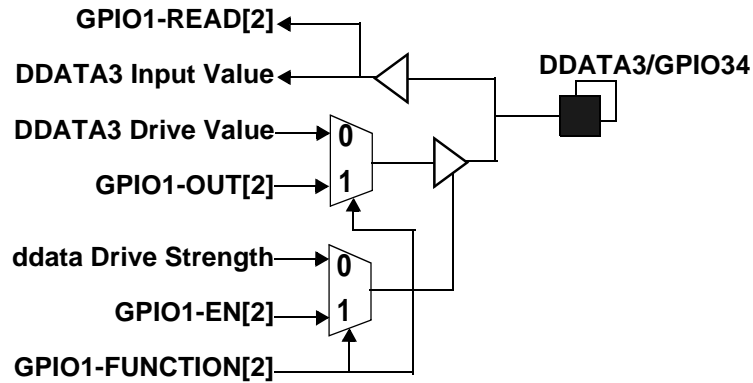 GPIO1-READ[2]
DDATA3 Input Value
DDATA3/GPIO34
DDATA3 Drive Value
0
GPIO1-OUT[2]
1
ddata Drive Strength
0
GPIO1-EN[2]
1
GPIO1-FUNCTION[2]